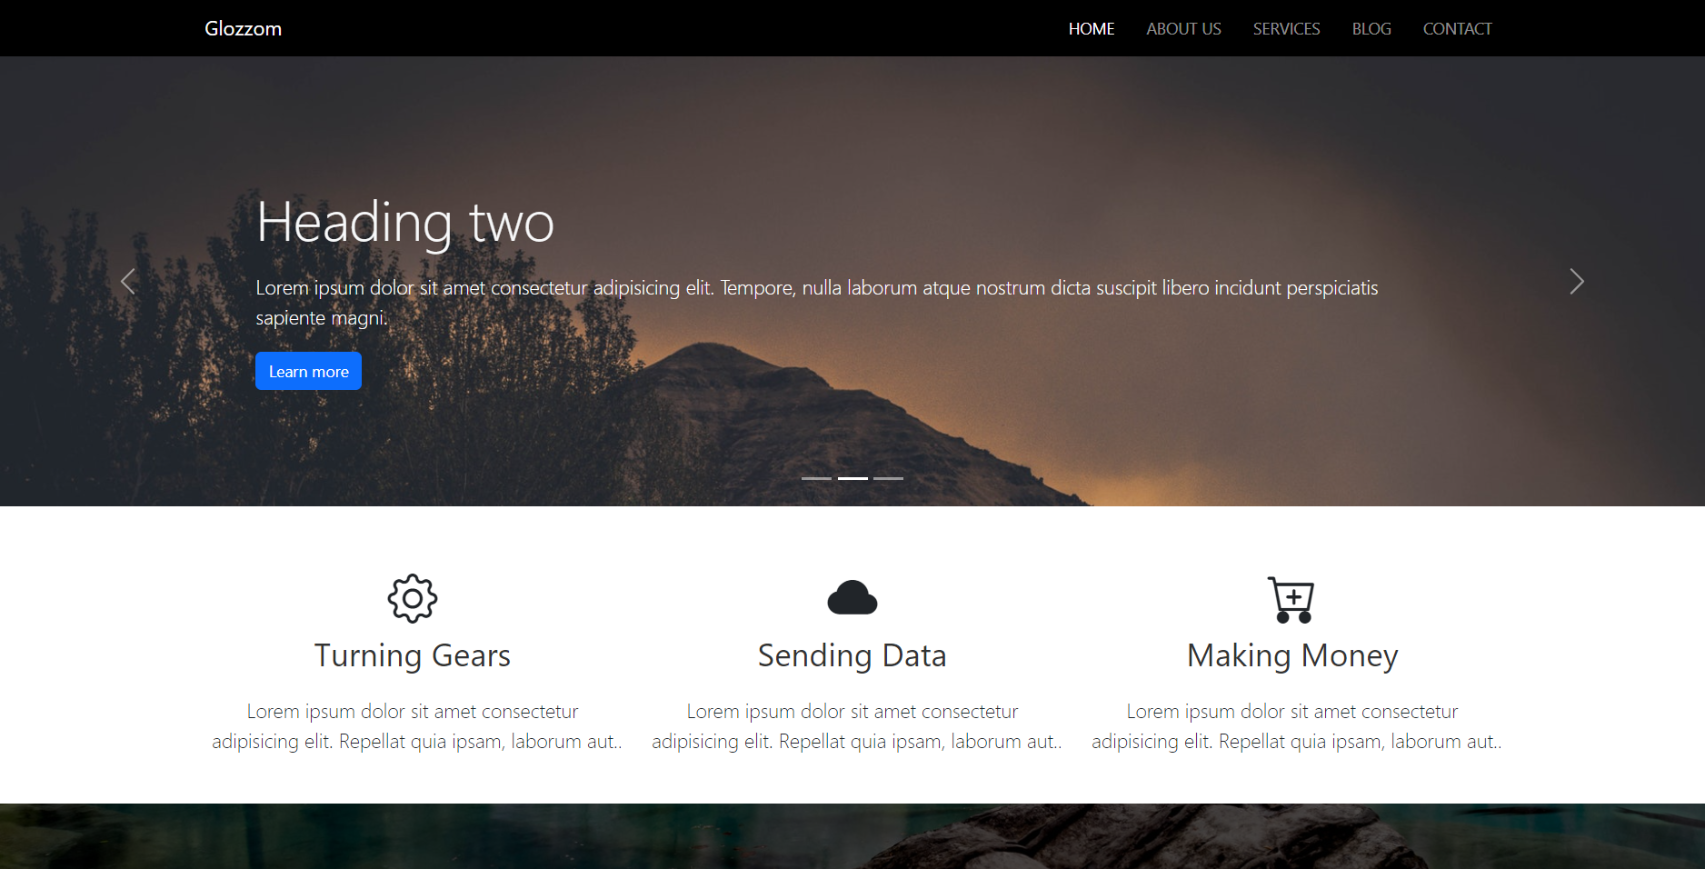 Glozzom
HOME ABOUT US SERVICES BLOG CONTACT
Heading two
Lorem ipsum dolor sit amet consectetur adipisicing elit. Tempore, nulla laborum atque nostrum dicta suscipit libero incidunt perspiciatis
sapiente magni.
Learn more
Turning Gears
Lorem ipsum dolor sit amet consectetur
adipisicing elit. Repellat quia ipsam, laborum aut..
Sending Data
Lorem ipsum dolor sit amet consectetur
adipisicing elit. Repellat quia ipsam, laborum aut..
Making Money
Lorem ipsum dolor sit amet consectetur
adipisicing elit. Repellat quia ipsam, laborum aut..